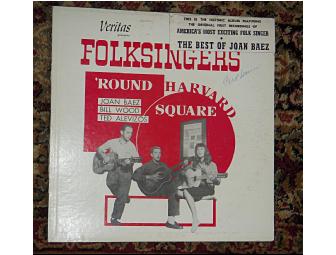 Veritas
presents
THIS IS THE HISTORIC ALBUM FEATURING
THE ORIGINAL FIRST RECORDINGS OF
AMERICA'S MOST EXCITING FOLK SINGER
THE BEST OF JOAN BAEZ
FOLKSINGERS
'ROUND HARVARD
SQUARE
JOAN BAEZ
BILL WOOD
TED ALEVIZOS